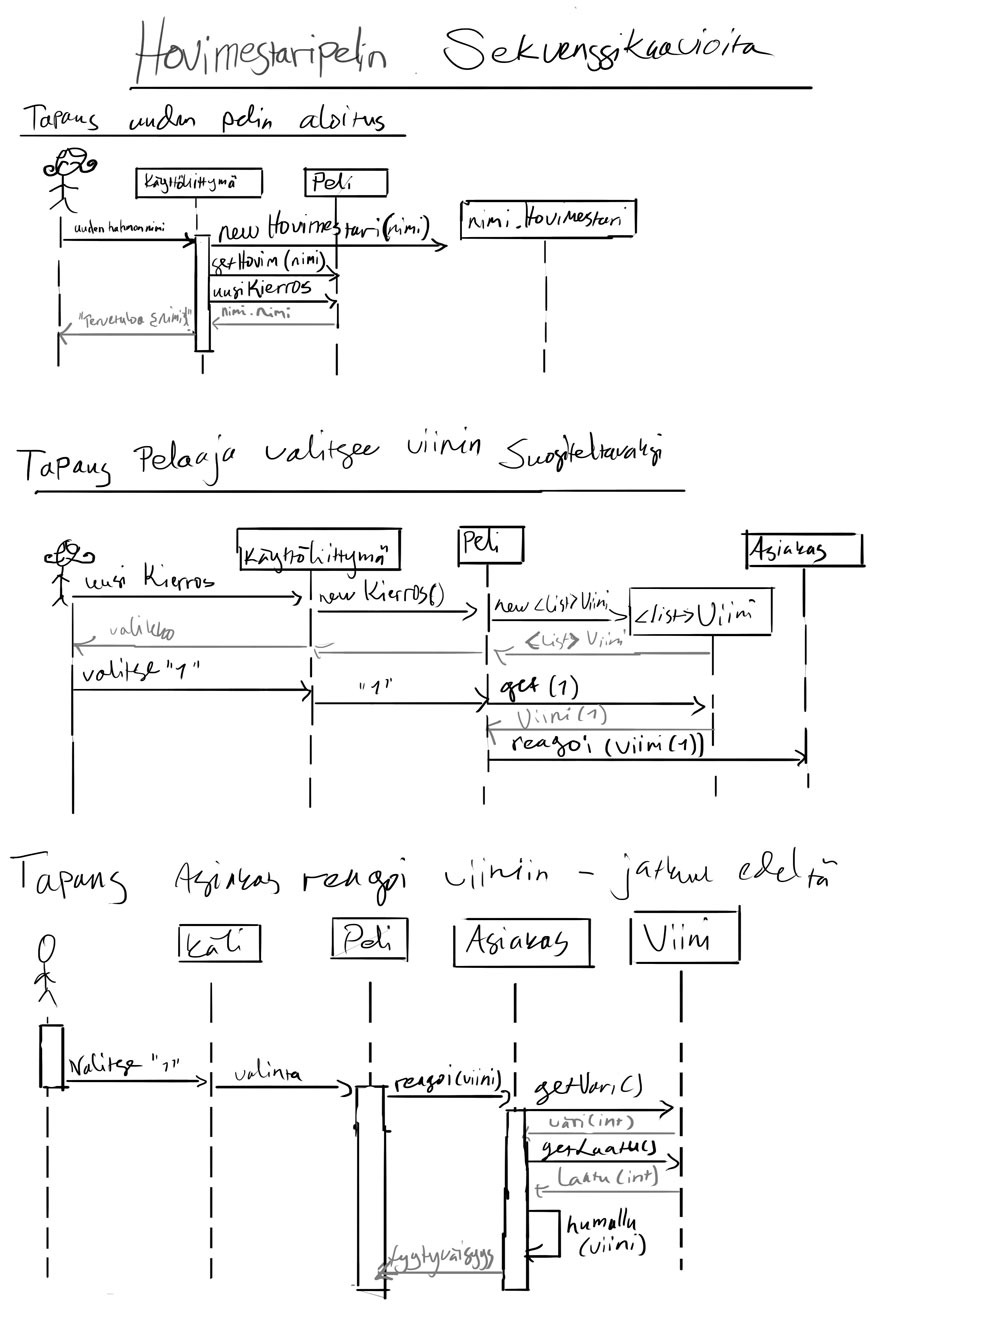 Hovimestaripelin Sekvenssikaavioita
Tapaus uuden pelin aloitus
Käyttöliittymä
Peli
nimi.Hovimestari
uuden hahmon nimi
new Hovimestari(nimi)
getHovim(nimi)
uusiKierros
nimi.nimi
"Tervetuloa {nimi}!"
Tapaus Pelaaja valitsee viinin Suositeltavaksi
Käyttöliittymä
Peli
Asiakas
uusi Kierros
new Kierros()
new <List>Viini
<list>Viini
valikko
<List> Viini
valitse "1"
"1"
get (1)
Viini(1)
reagoi (Viini(1))
Tapaus Asiakas reagoi viiniin - jatkuu edeltä
Käli
Peli
Asiakas
Viini
Valitse "1"
valinta
reagoi(viini)
getVäri()
väri(int)
getLaatu()
Laatu(int)
humallu
(viini)
tyytyväisyys